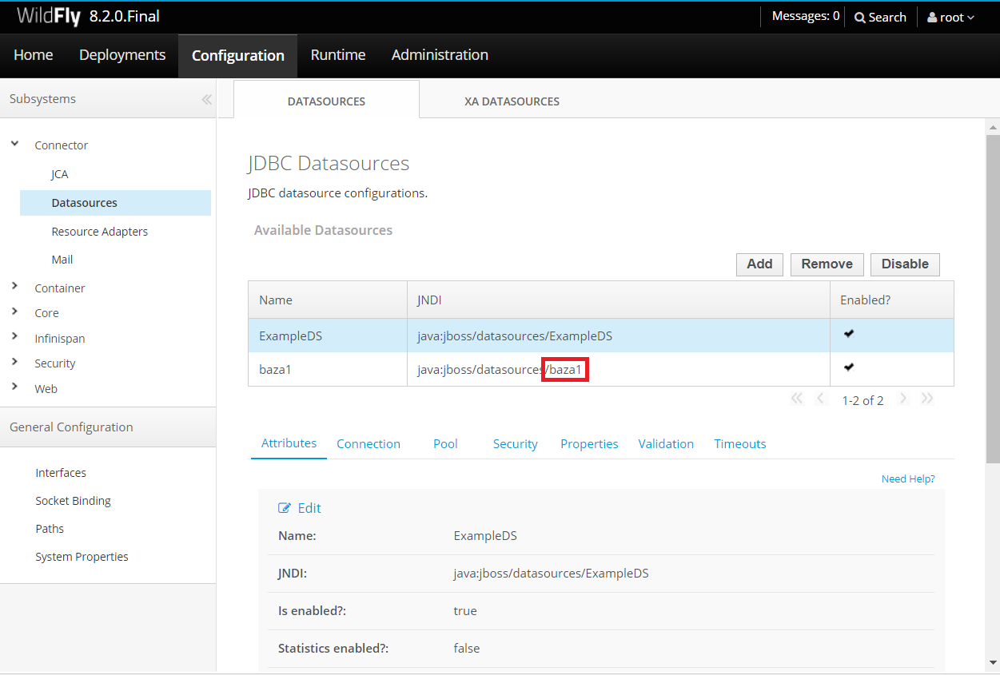 WildFly 8.2.0.Final
Messages: 0 Search root
Home Deployments Configuration Runtime Administration
Subsystems
DATASOURCES XA DATASOURCES
Connector
JCA
Datasources
Resource Adapters
Mail
Container
Core
Infinispan
Security
Web
General Configuration
Interfaces
Socket Binding
Paths
System Properties
JDBC Datasources
JDBC datasource configurations.
Available Datasources
Add Remove Disable
Name JNDI Enabled?
ExampleDS java:jboss/datasources/ExampleDS
baza1 java:jboss/datasources/baza1
1-2 of 2
Attributes Connection Pool Security Properties Validation Timeouts
Need Help?
Edit
Name: ExampleDS
JNDI: java:jboss/datasources/ExampleDS
Is enabled?: true
Statistics enabled?: false